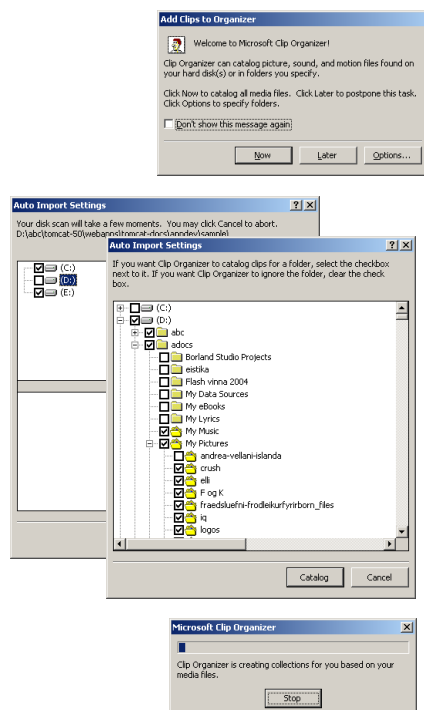 Add Clips to Organizer
Welcome to Microsoft Clip Organizer!
Clip Organizer can catalog picture, sound, and motion files found on
your hard disk(s) or in folders you specify.
Click Now to catalog all media files. Click Later to postpone this task.
Click Options to specify folders.
Don't show this message again
Now Later Options...
Auto Import Settings
Your disk scan will take a few moments. You may click Cancel to abort.
D:\abc\tomcat-50\webapps\tomcat-docs\appdev\sample\
(C:)
(D:)
(E:)
Auto Import Settings
If you want Clip Organizer to catalog clips for a folder, select the checkbox
next to it. If you want Clip Organizer to ignore the folder, clear the check
box.
(C:)
(D:)
abc
adocs
Borland Studio Projects
eistika
Flash vinna 2004
My Data Sources
My eBooks
My Lyrics
My Music
My Pictures
andrea-vellani-islanda
crush
elli
F og K
fraedsluefni-frodleikurfyrirborn_files
iq
logos
Catalog Cancel
Microsoft Clip Organizer
Clip Organizer is creating collections for you based on your
media files.
Stop